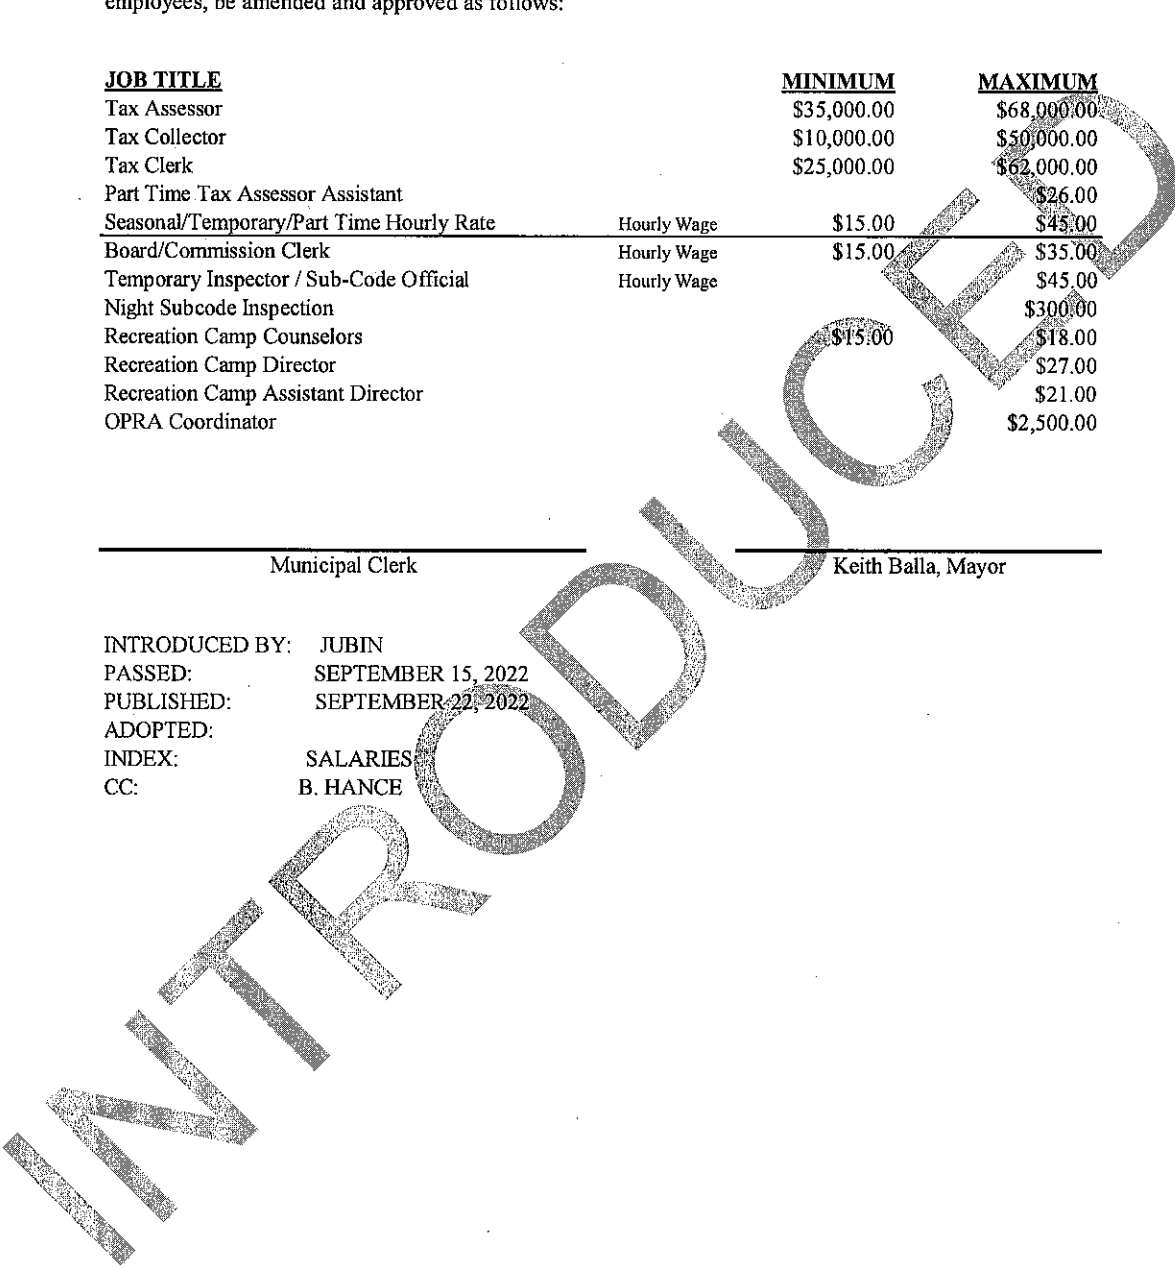 employees, be amended and approved as follows:
JOB TITLE MINIMUM MAXIMUM
Tax Assessor $35,000.00 $68,000.00
Tax Collector $10,000.00 $50,000.00
Tax Clerk $25,000.00 $62,000.00
Part Time Tax Assessor Assistant $26.00
Seasonal/Temporary/Part Time Hourly Rate Hourly Wage $15.00 $45.00
Board/Commission Clerk Hourly Wage $15.00 $35.00
Temporary Inspector / Sub-Code Official Hourly Wage $45.00
Night Subcode Inspection $300.00
Recreation Camp Counselors $15.00 $18.00
Recreation Camp Director $27.00
Recreation Camp Assistant Director $21.00
OPRA Coordinator $2,500.00
Municipal Clerk Keith Balla, Mayor
INTRODUCED BY: JUBIN
PASSED: SEPTEMBER 15, 2022
PUBLISHED: SEPTEMBER 22, 2022
ADOPTED:
INDEX: SALARIES
CC: B. HANCE
INTRODUCED